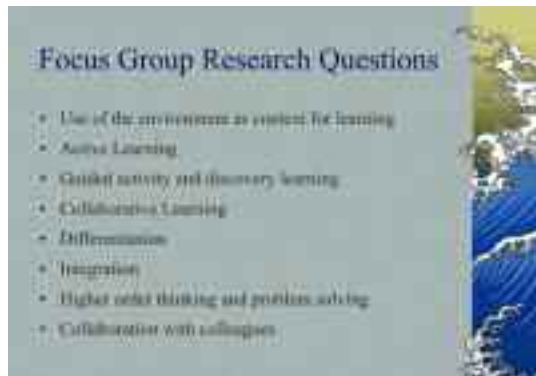 Focus Group Research Questions
• Use of the environment as context for learning
• Active Learning
• Guided activity and discovery learning
• Collaborative Learning
• Differentiation
• Integration
• Higher order thinking and problem solving
• Collaboration with colleagues